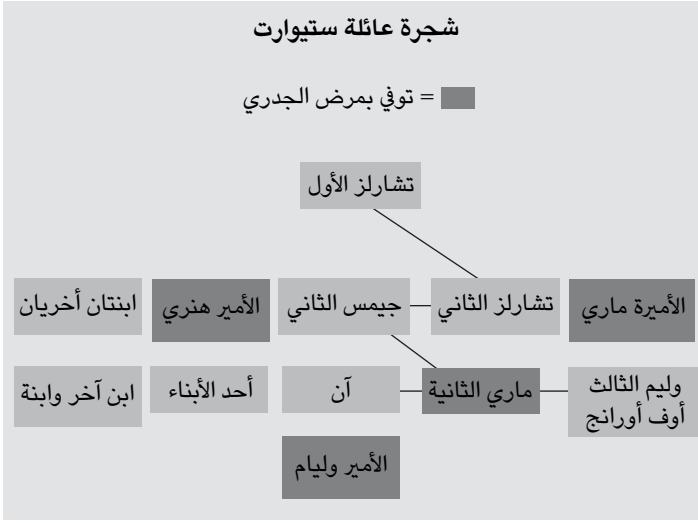 شجرة عائلة ستيوارت
= توفي بمرض الجدري
تشارلز الأول
الأميرة ماري
تشارلز الثاني
جيمس الثاني
الأمير هنري
ابنتان أخريان
وليم الثالث
أوف أورانج
ماري الثانية
آن
أحد الأبناء
ابن آخر وابنة
الأمير وليام